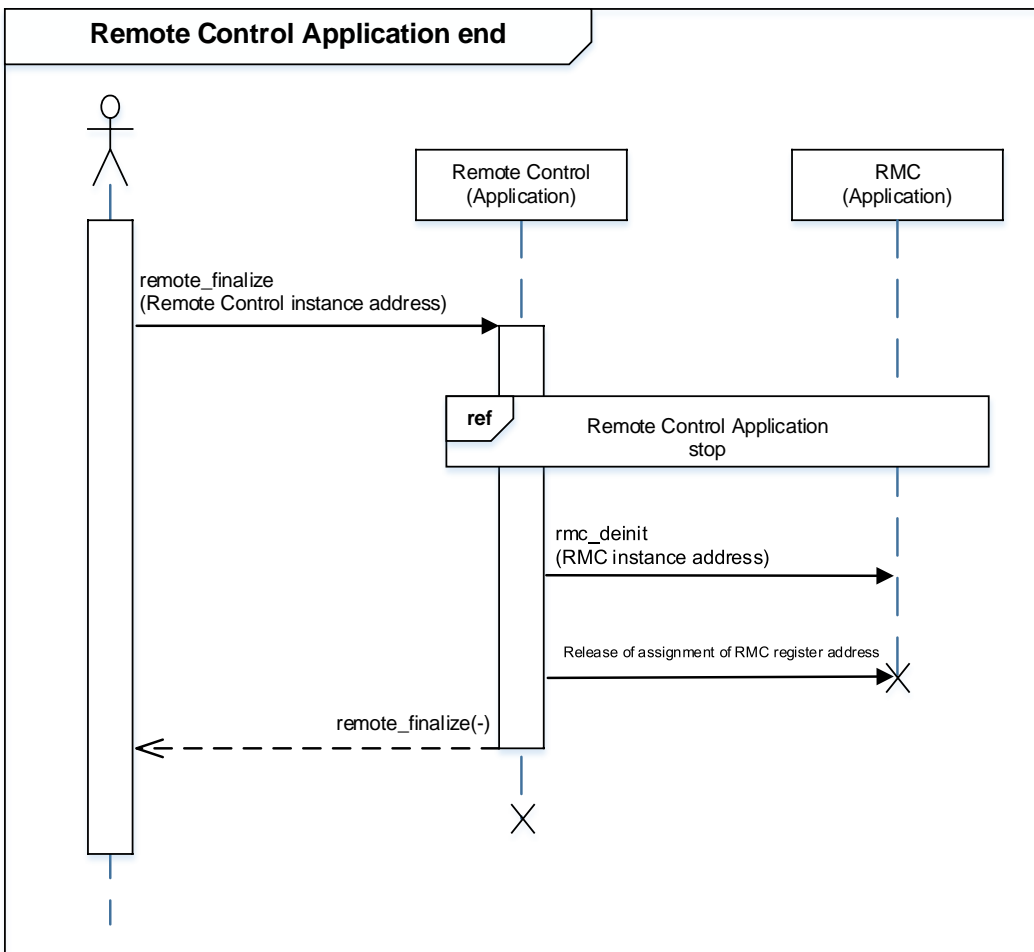 Remote Control Application end
Remote Control
(Application)
RMC
(Application)
remote_finalize
(Remote Control instance address)
ref
Remote Control Application
stop
rmc_deinit
(RMC instance address)
Release of assignment of RMC register address
remote_finalize(-)